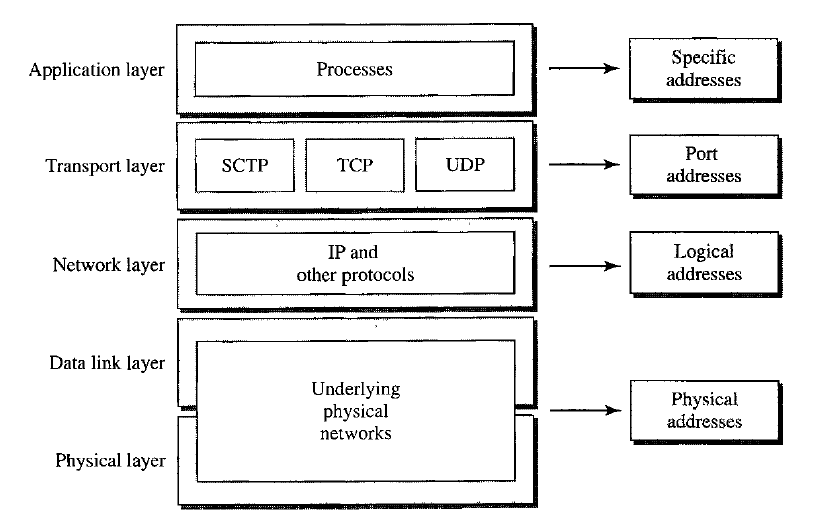 Application layer
Processes
Specific
addresses
Transport layer
SCTP
TCP
UDP
Port
addresses
Network layer
IP and
other protocols
Logical
addresses
Data link layer
Underlying
physical
networks
Physical
addresses
Physical layer